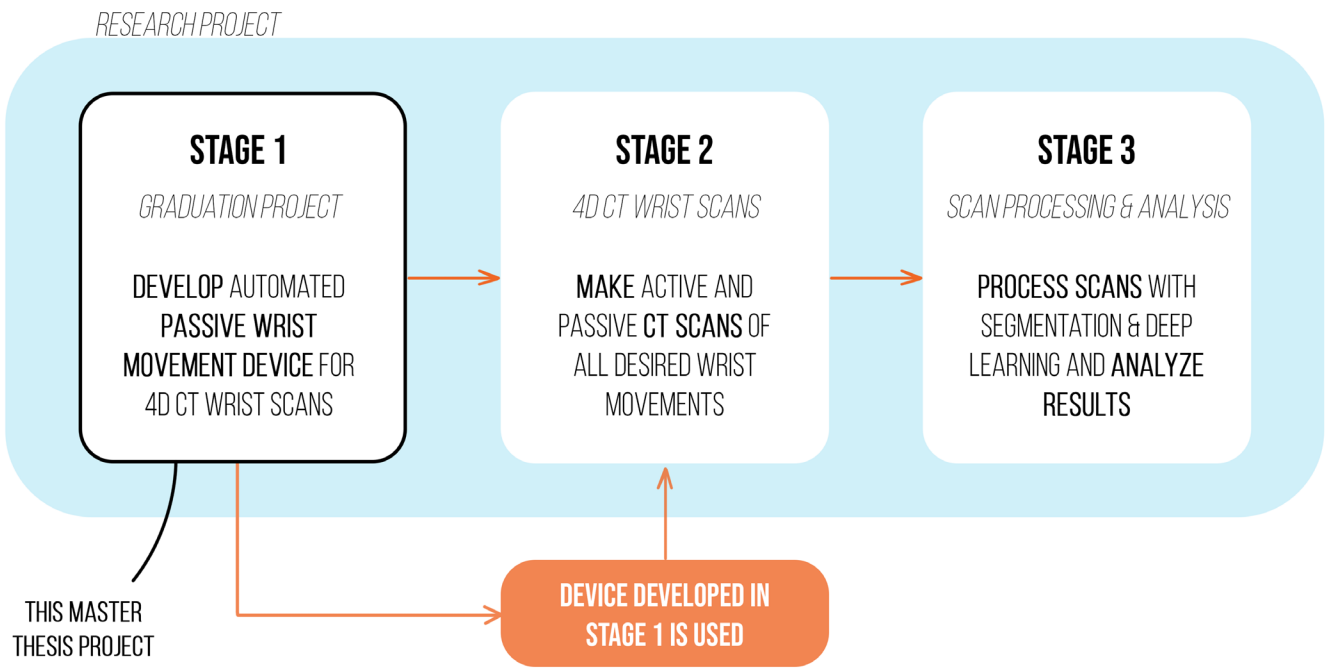 RESEARCH PROJECT
STAGE 1
GRADUATION PROJECT
DEVELOP AUTOMATED
PASSIVE WRIST
MOVEMENT DEVICE FOR
4D CT WRIST SCANS
STAGE 2
4D CT WRIST SCANS
MAKE ACTIVE AND
PASSIVE CT SCANS OF
ALL DESIRED WRIST
MOVEMENTS
STAGE 3
SCAN PROCESSING & ANALYSIS
PROCESS SCANS WITH
SEGMENTATION & DEEP
LEARNING AND ANALYZE
RESULTS
THIS MASTER
THESIS PROJECT
DEVICE DEVELOPED IN
STAGE 1 IS USED